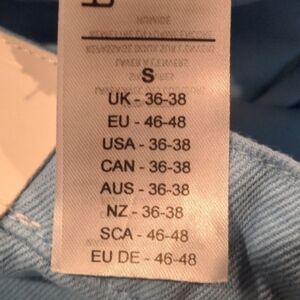 S
UK - 36-38
EU - 46-48
USA - 36-38
CAN - 36-38
AUS - 36-38
NZ - 36-38
SCA - 46-48
EU DE - 46-48